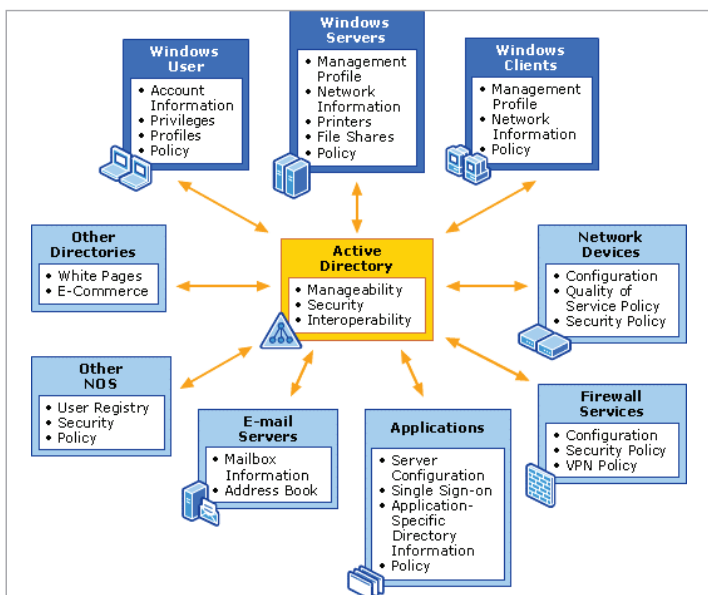 Windows
User
• Account
Information
• Privileges
• Profiles
• Policy
Windows
Servers
• Management
Profile
• Network
Information
• Printers
• File Shares
• Policy
Windows
Clients
• Management
Profile
• Network
Information
• Policy
Other
Directories
• White Pages
• E-Commerce
Active
Directory
• Manageability
• Security
• Interoperability
Network
Devices
• Configuration
• Quality of
Service Policy
• Security Policy
Other
NOS
• User Registry
• Security
• Policy
E-mail
Servers
• Mailbox
Information
• Address Book
Applications
• Server
Configuration
• Single Sign-on
• Application-
Specific
Directory
Information
• Policy
Firewall
Services
• Configuration
• Security Policy
• VPN Policy